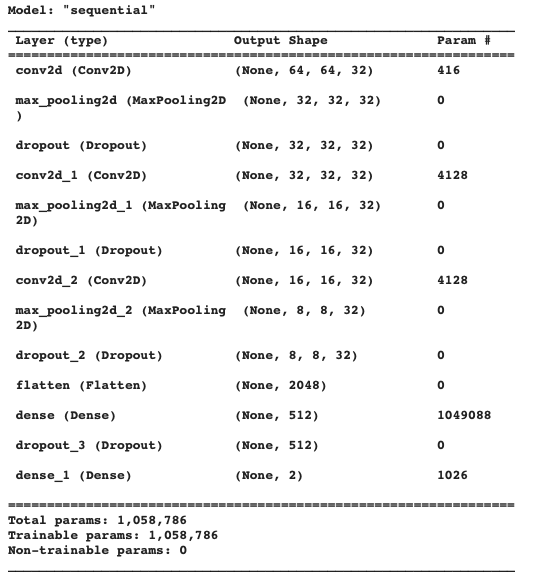 Model: "sequential"
Layer (type) Output Shape Param #
conv2d (Conv2D) (None, 64, 64, 32) 416
max_pooling2d (MaxPooling2D (None, 32, 32, 32) 0
)
dropout (Dropout) (None, 32, 32, 32) 0
conv2d_1 (Conv2D) (None, 32, 32, 32) 4128
max_pooling2d_1 (MaxPooling (None, 16, 16, 32) 0
2D)
dropout_1 (Dropout) (None, 16, 16, 32) 0
conv2d_2 (Conv2D) (None, 16, 16, 32) 4128
max_pooling2d_2 (MaxPooling (None, 8, 8, 32) 0
2D)
dropout_2 (Dropout) (None, 8, 8, 32) 0
flatten (Flatten) (None, 2048) 0
dense (Dense) (None, 512) 1049088
dropout_3 (Dropout) (None, 512) 0
dense_1 (Dense) (None, 2) 1026
Total params: 1,058,786
Trainable params: 1,058,786
Non-trainable params: 0